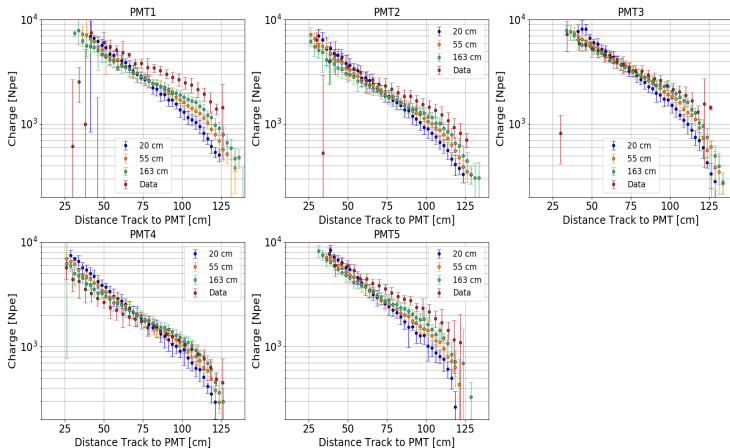 PMT1
10⁴
10³
Charge [Npe]
20 cm
55 cm
163 cm
Data
25 50 75 100 125
Distance Track to PMT [cm]
PMT2
10⁴
10³
Charge [Npe]
20 cm
55 cm
163 cm
Data
25 50 75 100 125
Distance Track to PMT [cm]
PMT3
10⁴
10³
Charge [Npe]
20 cm
55 cm
163 cm
Data
25 50 75 100 125
Distance Track to PMT [cm]
PMT4
10⁴
10³
Charge [Npe]
20 cm
55 cm
163 cm
Data
25 50 75 100 125
Distance Track to PMT [cm]
PMT5
10⁴
10³
Charge [Npe]
20 cm
55 cm
163 cm
Data
25 50 75 100 125
Distance Track to PMT [cm]